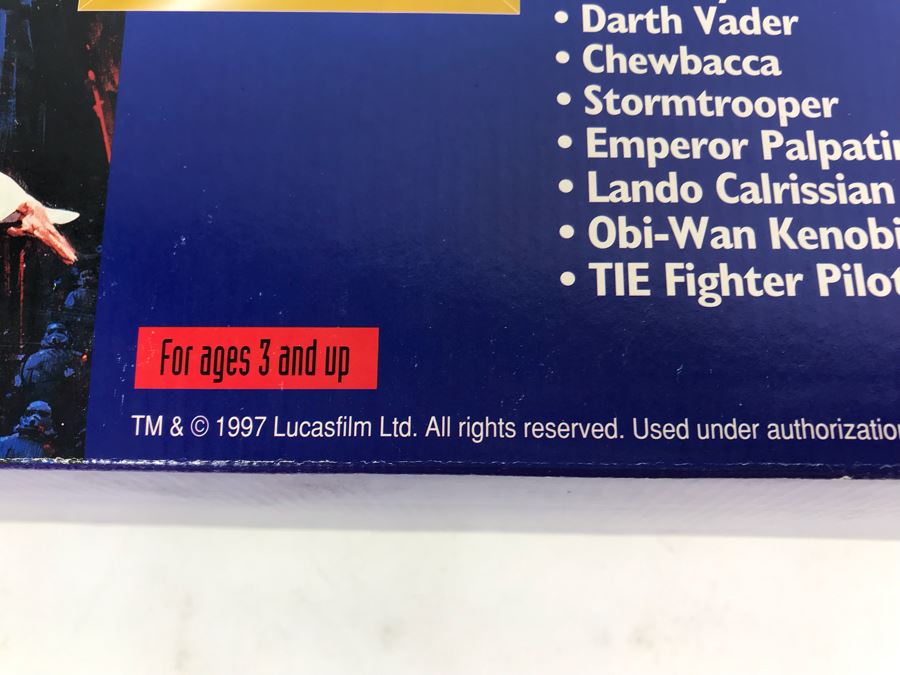 • Darth Vader
• Chewbacca
• Stormtrooper
• Emperor Palpatin
• Lando Calrissian
• Obi-Wan Kenobi
• TIE Fighter Pilot
For ages 3 and up
TM & © 1997 Lucasfilm Ltd. All rights reserved. Used under authorization